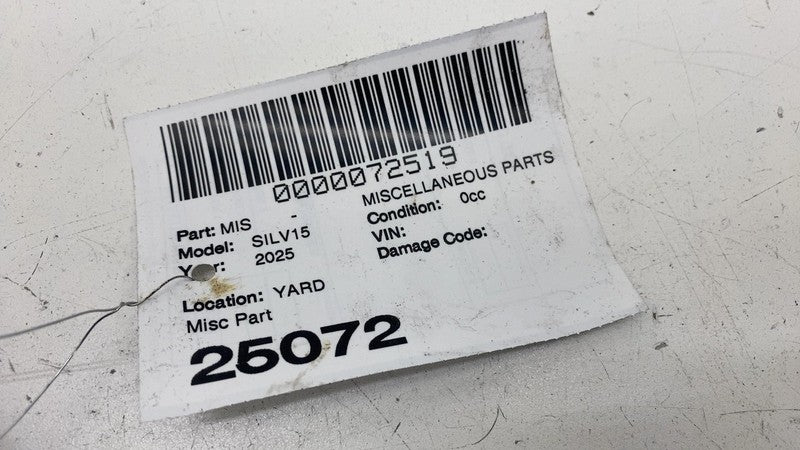 0000072519
Part: MIS - MISCELLANEOUS PARTS
Model: SILV15 Condition: 0cc
Year: 2025 VIN:
Damage Code:
Location: YARD
Misc Part
25072